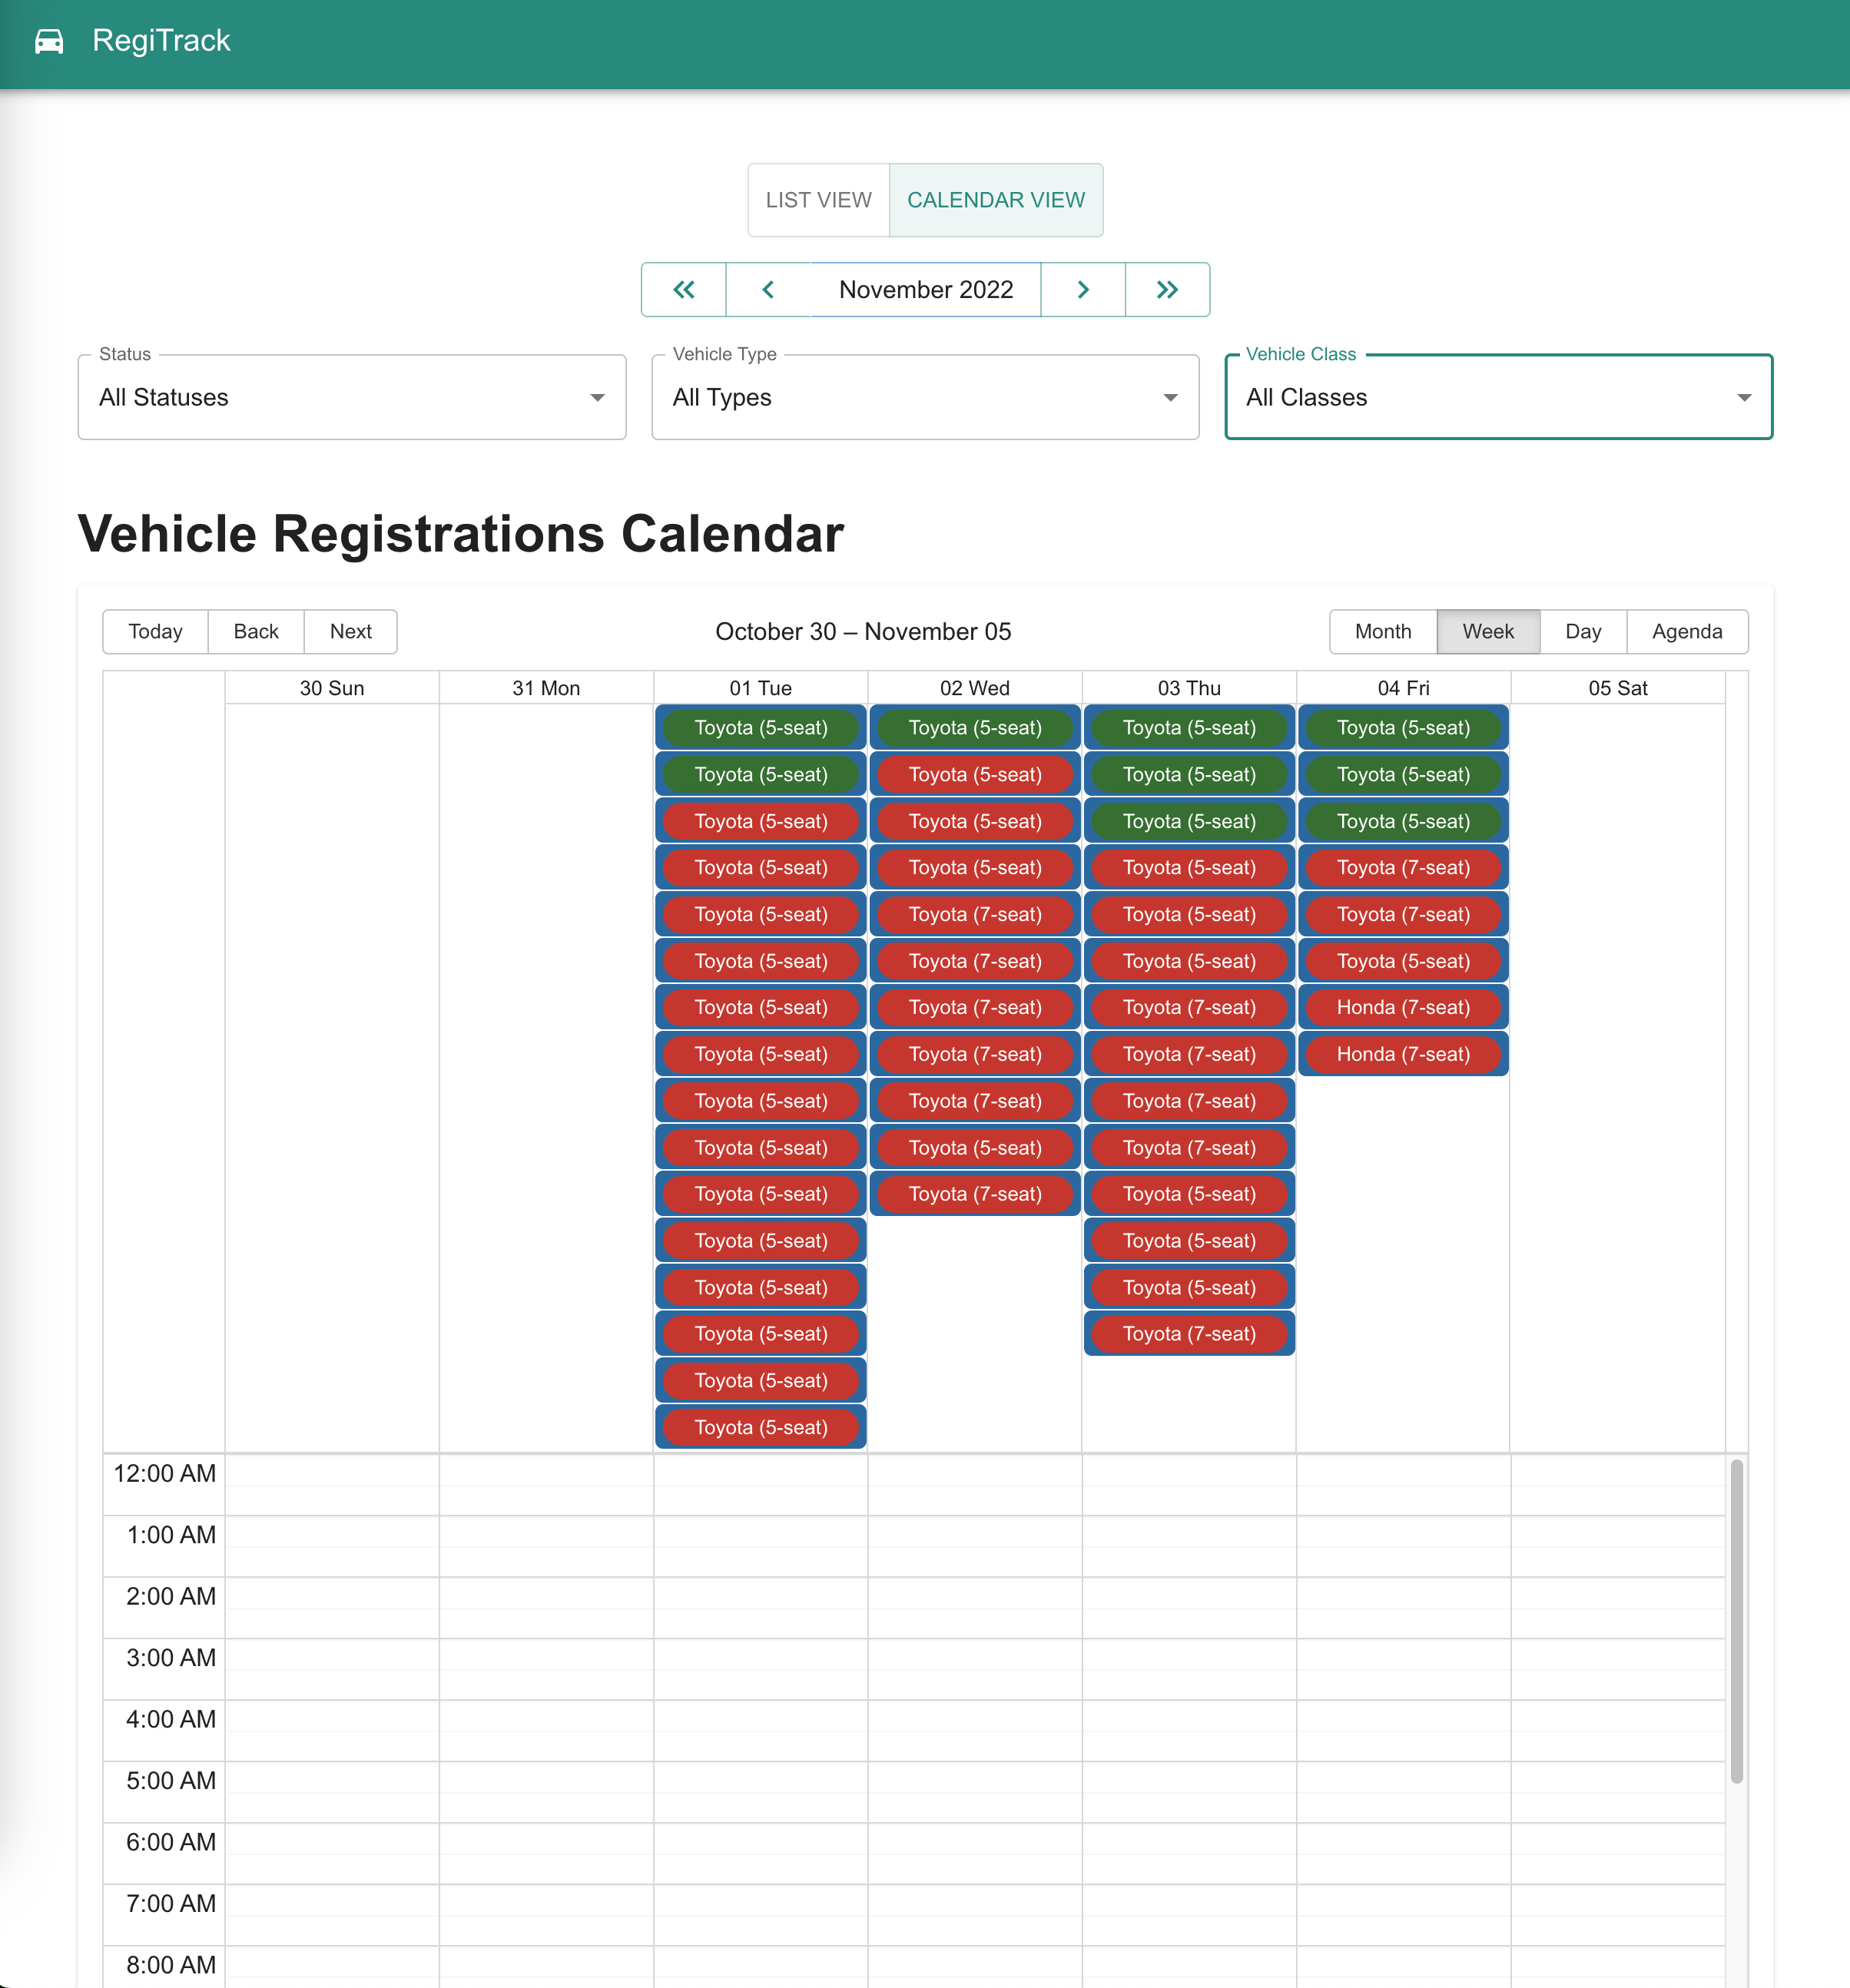 RegiTrack
LIST VIEW CALENDAR VIEW
November 2022
Status Vehicle Type Vehicle Class
All Statuses All Types All Classes
Vehicle Registrations Calendar
Today Back Next October 30 – November 05 Month Week Day Agenda
30 Sun 31 Mon 01 Tue 02 Wed 03 Thu 04 Fri 05 Sat
Toyota (5-seat) Toyota (5-seat) Toyota (5-seat) Toyota (5-seat)
Toyota (5-seat) Toyota (5-seat) Toyota (5-seat) Toyota (5-seat)
Toyota (5-seat) Toyota (5-seat) Toyota (5-seat) Toyota (5-seat)
Toyota (5-seat) Toyota (5-seat) Toyota (5-seat) Toyota (7-seat)
Toyota (5-seat) Toyota (7-seat) Toyota (5-seat) Toyota (7-seat)
Toyota (5-seat) Toyota (7-seat) Toyota (5-seat) Toyota (5-seat)
Toyota (5-seat) Toyota (7-seat) Toyota (7-seat) Honda (7-seat)
Toyota (5-seat) Toyota (7-seat) Toyota (7-seat) Honda (7-seat)
Toyota (5-seat) Toyota (7-seat) Toyota (7-seat)
Toyota (5-seat) Toyota (5-seat) Toyota (7-seat)
Toyota (5-seat) Toyota (7-seat) Toyota (5-seat)
Toyota (5-seat) Toyota (5-seat)
Toyota (5-seat) Toyota (5-seat)
Toyota (5-seat) Toyota (7-seat)
Toyota (5-seat)
Toyota (5-seat)
12:00 AM
1:00 AM
2:00 AM
3:00 AM
4:00 AM
5:00 AM
6:00 AM
7:00 AM
8:00 AM